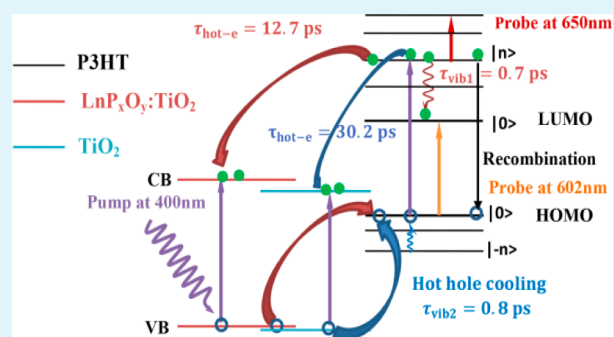 Probe at 650nm
τhot−e = 12.7 ps
|n>
P3HT
τvib1 = 0.7 ps
LnPxOy:TiO2
|0> LUMO
τhot−e = 30.2 ps
TiO2
Recombination
CB
Probe at 602nm
Pump at 400nm
|0> HOMO
|-n>
Hot hole cooling
τvib2 = 0.8 ps
VB